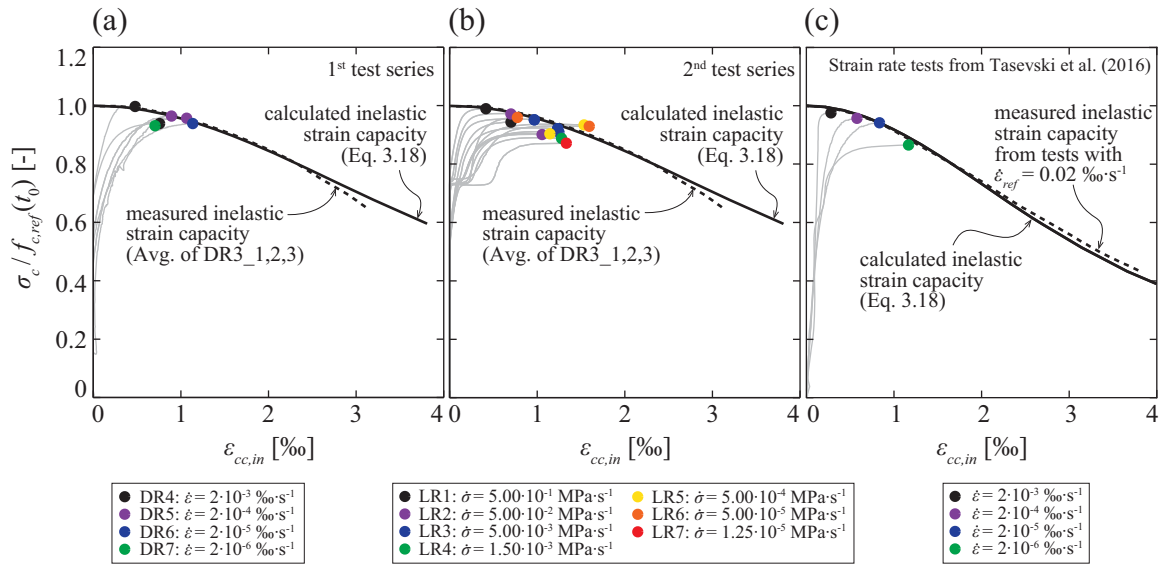 (a)
(b)
(c)
1st test series
2nd test series
Strain rate tests from Tasevski et al. (2016)
σc / fc,ref(t0) [-]
1.0
0.8
0.6
0.4
0.2
0
calculated inelastic
strain capacity
(Eq. 3.18)
measured inelastic
strain capacity
(Avg. of DR3_1,2,3)
calculated inelastic
strain capacity
(Eq. 3.18)
measured inelastic
strain capacity
(Avg. of DR3_1,2,3)
measured inelastic
strain capacity
from tests with
ε̇ref = 0.02 ‰·s-1
calculated inelastic
strain capacity
(Eq. 3.18)
0 1 2 3 4
0 1 2 3 4
0 1 2 3 4
εcc,in [‰]
εcc,in [‰]
εcc,in [‰]
DR4: ε̇ = 2·10-3 ‰·s-1
DR5: ε̇ = 2·10-4 ‰·s-1
DR6: ε̇ = 2·10-5 ‰·s-1
DR7: ε̇ = 2·10-6 ‰·s-1
LR1: σ̇ = 5.00·10-1 MPa·s-1
LR2: σ̇ = 5.00·10-2 MPa·s-1
LR3: σ̇ = 5.00·10-3 MPa·s-1
LR4: σ̇ = 1.50·10-3 MPa·s-1
LR5: σ̇ = 5.00·10-4 MPa·s-1
LR6: σ̇ = 5.00·10-5 MPa·s-1
LR7: σ̇ = 1.25·10-5 MPa·s-1
ε̇ = 2·10-3 ‰·s-1
ε̇ = 2·10-4 ‰·s-1
ε̇ = 2·10-5 ‰·s-1
ε̇ = 2·10-6 ‰·s-1